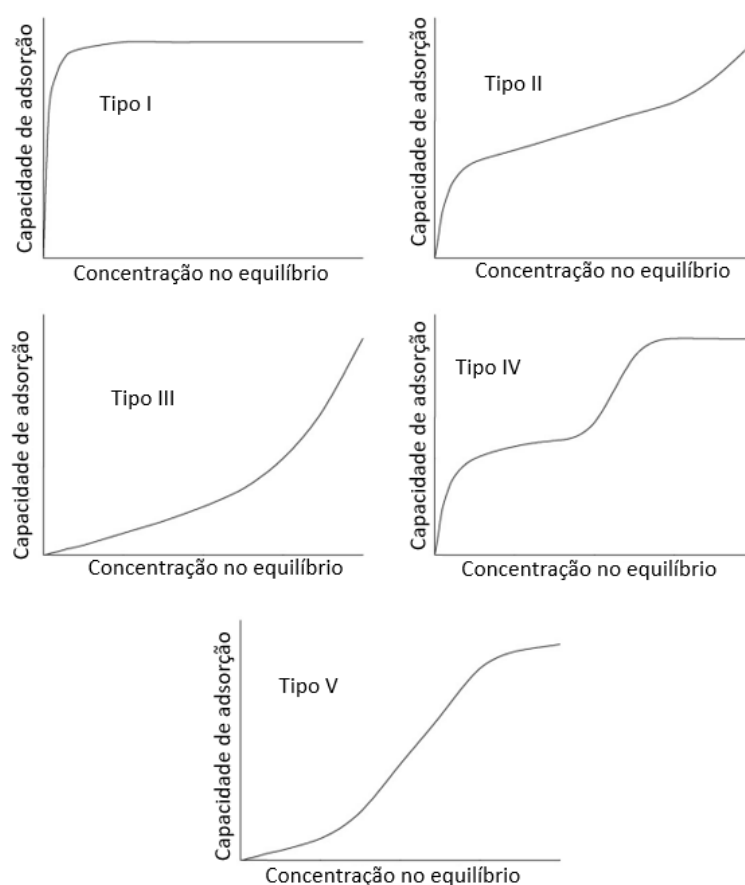 Capacidade de adsorção
Tipo I
Concentração no equilíbrio
Capacidade de adsorção
Tipo II
Concentração no equilíbrio
Capacidade de adsorção
Tipo III
Concentração no equilíbrio
Capacidade de adsorção
Tipo IV
Concentração no equilíbrio
Capacidade de adsorção
Tipo V
Concentração no equilíbrio